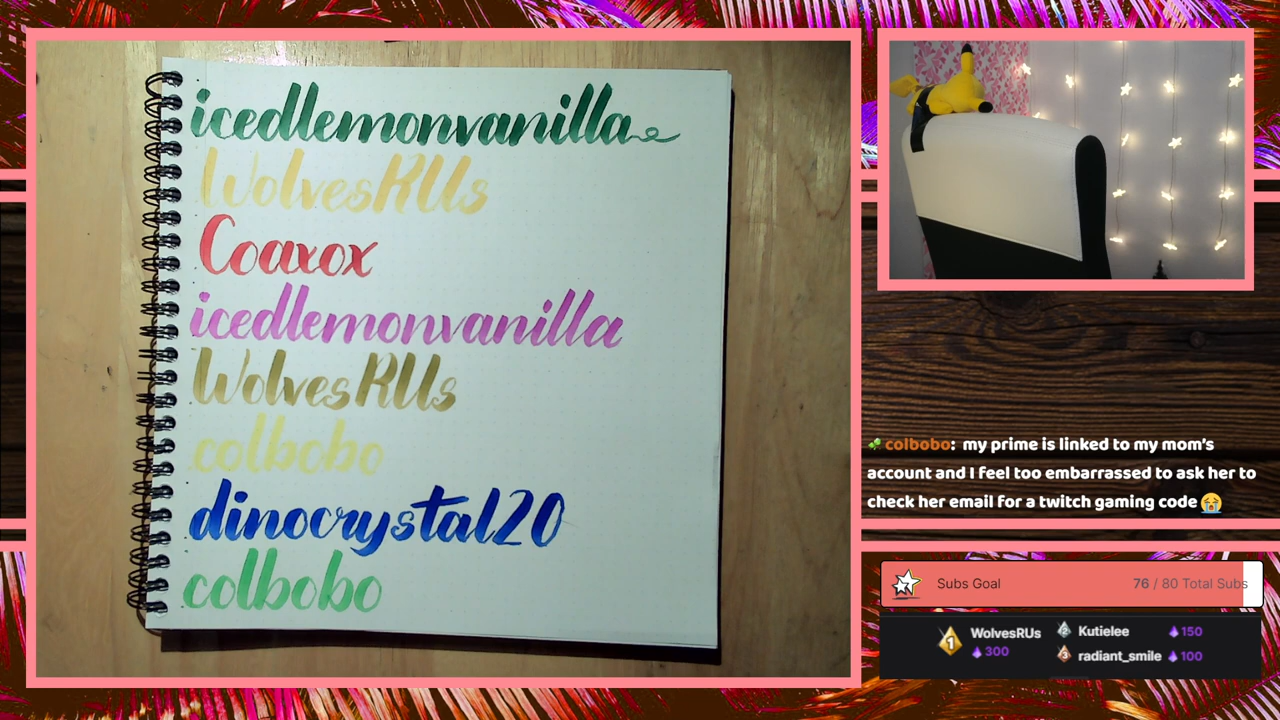 icedlemonvanilla
WolvesRUs
Coaxox
icedlemonvanilla
WolvesRUs
colbobo
dinocrystal20
colbobo
colbobo: my prime is linked to my mom's
account and I feel too embarrassed to ask her to
check her email for a twitch gaming code 😭
Subs Goal 76 / 80 Total Subs
1 WolvesRUs 300
2 Kutielee 150
3 radiant_smile 100